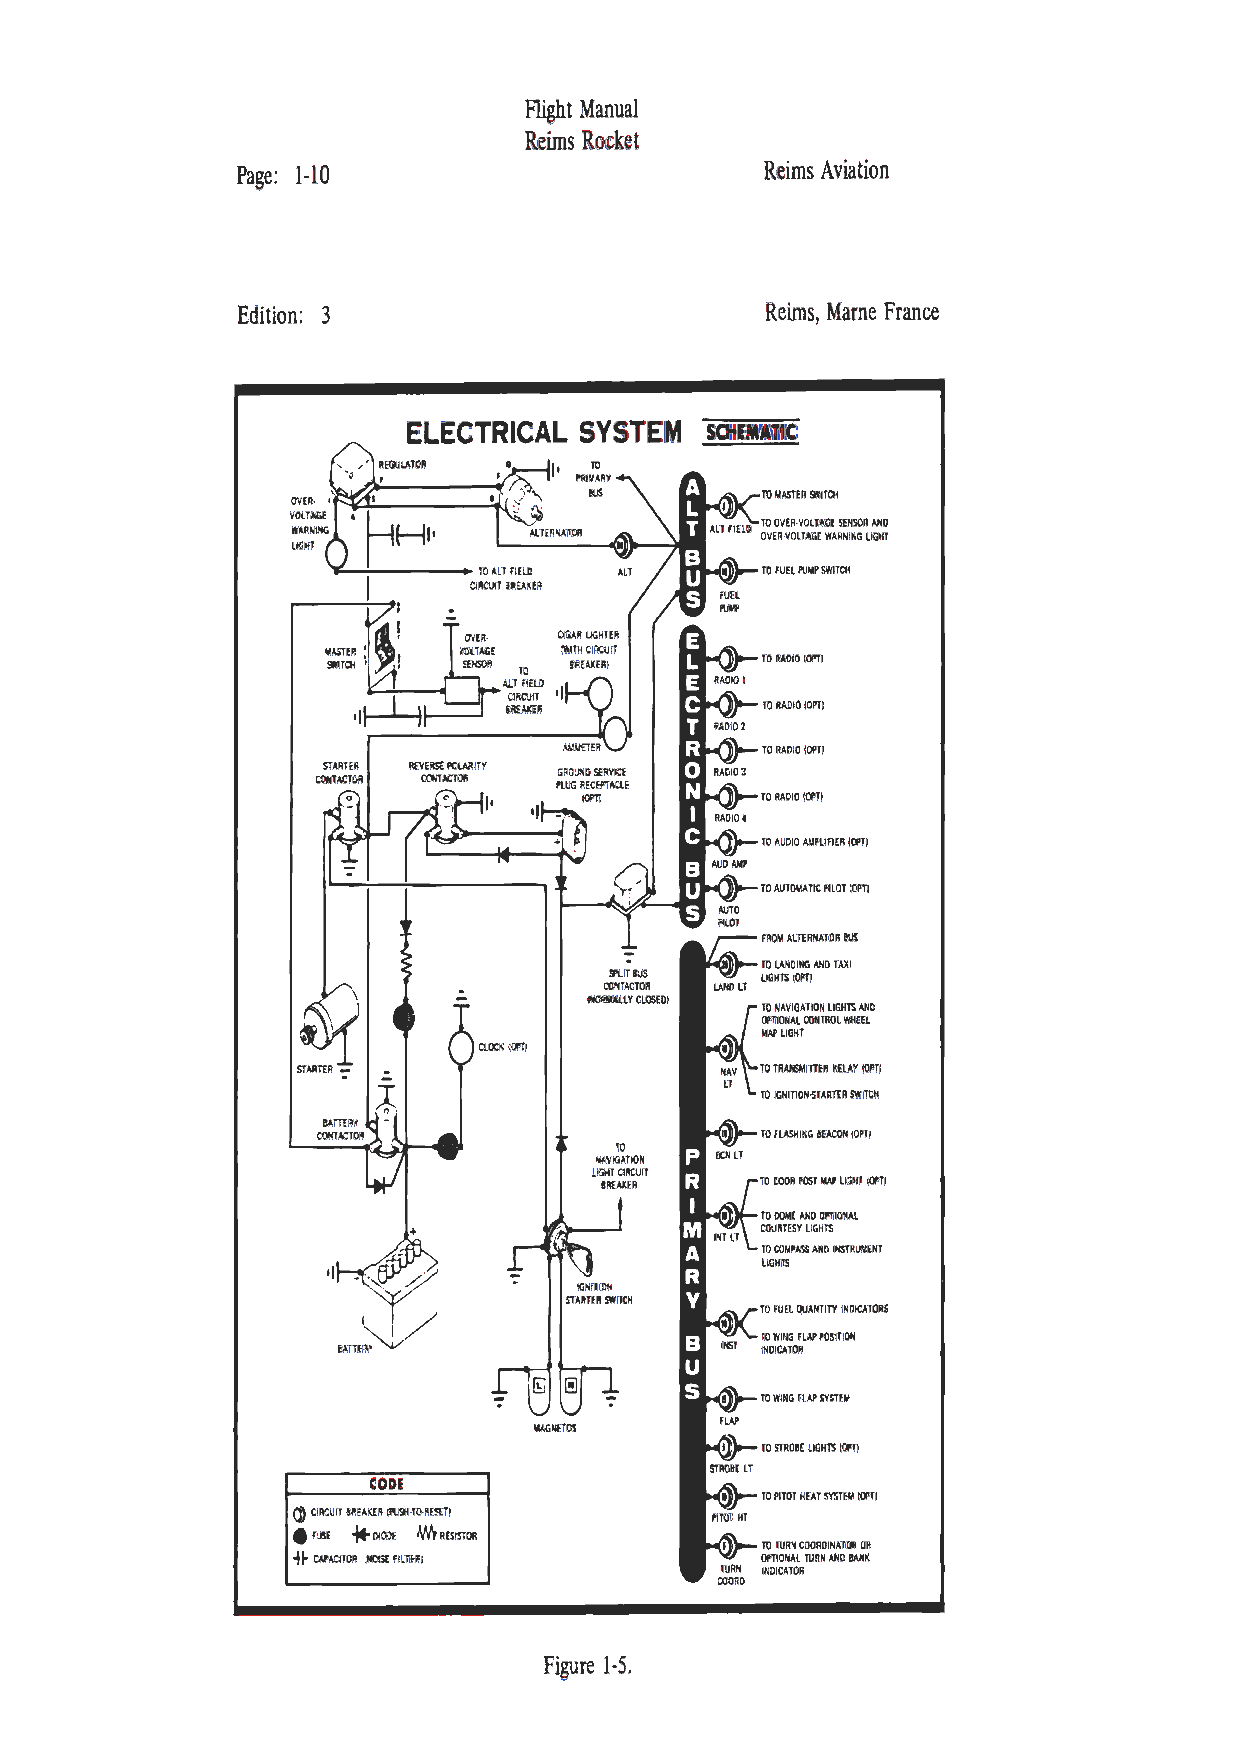 Flight Manual
Reims Rocket
Page: 1-10
Reims Aviation
Edition: 3
Reims, Marne France
ELECTRICAL SYSTEM SCHEMATIC
REGULATOR
TO
PRIMARY
BUS
OVER-
VOLTAGE
WARNING
LIGHT
ALTERNATOR
ALT
TO ALT FIELD
CIRCUIT BREAKER
MASTER
SWITCH
OVER-
VOLTAGE
SENSOR
TO
ALT FIELD
CIRCUIT
BREAKER
CIGAR LIGHTER
(WITH CIRCUIT
BREAKER)
AMMETER
STARTER
CONTACTOR
REVERSE POLARITY
CONTACTOR
GROUND SERVICE
PLUG RECEPTACLE
(OPT)
SPLIT BUS
CONTACTOR
(NORMALLY CLOSED)
STARTER
CLOCK (OPT)
BATTERY
CONTACTOR
TO
NAVIGATION
LIGHT CIRCUIT
BREAKER
IGNITION
STARTER SWITCH
BATTERY
L R
MAGNETOS
ALT BUS
ALT FIELD
TO MASTER SWITCH
TO OVER-VOLTAGE SENSOR AND
OVER-VOLTAGE WARNING LIGHT
TO FUEL PUMP SWITCH
FUEL
PUMP
ELECTRONIC BUS
TO RADIO (OPT)
RADIO 1
TO RADIO (OPT)
RADIO 2
TO RADIO (OPT)
RADIO 3
TO RADIO (OPT)
RADIO 4
TO AUDIO AMPLIFIER (OPT)
AUD AMP
TO AUTOMATIC PILOT (OPT)
AUTO
PILOT
PRIMARY BUS
FROM ALTERNATOR BUS
TO LANDING AND TAXI
LIGHTS (OPT)
LAND LT
TO NAVIGATION LIGHTS AND
OPTIONAL CONTROL WHEEL
MAP LIGHT
TO TRANSMITTER RELAY (OPT)
NAV
LT
TO IGNITION-STARTER SWITCH
TO FLASHING BEACON (OPT)
BCN LT
TO DOOR POST MAP LIGHT (OPT)
TO DOME AND OPTIONAL
COURTESY LIGHTS
INT LT
TO COMPASS AND INSTRUMENT
LIGHTS
TO FUEL QUANTITY INDICATORS
TO WING FLAP POSITION
INDICATOR
INST
TO WING FLAP SYSTEM
FLAP
TO STROBE LIGHTS (OPT)
STROBE LT
TO PITOT HEAT SYSTEM (OPT)
PITOT HT
TO TURN COORDINATOR OR
OPTIONAL TURN AND BANK
INDICATOR
TURN
COORD
CODE
CIRCUIT BREAKER (PUSH-TO-RESET)
FUSE DIODE RESISTOR
CAPACITOR (NOISE FILTER)
Figure 1-5.